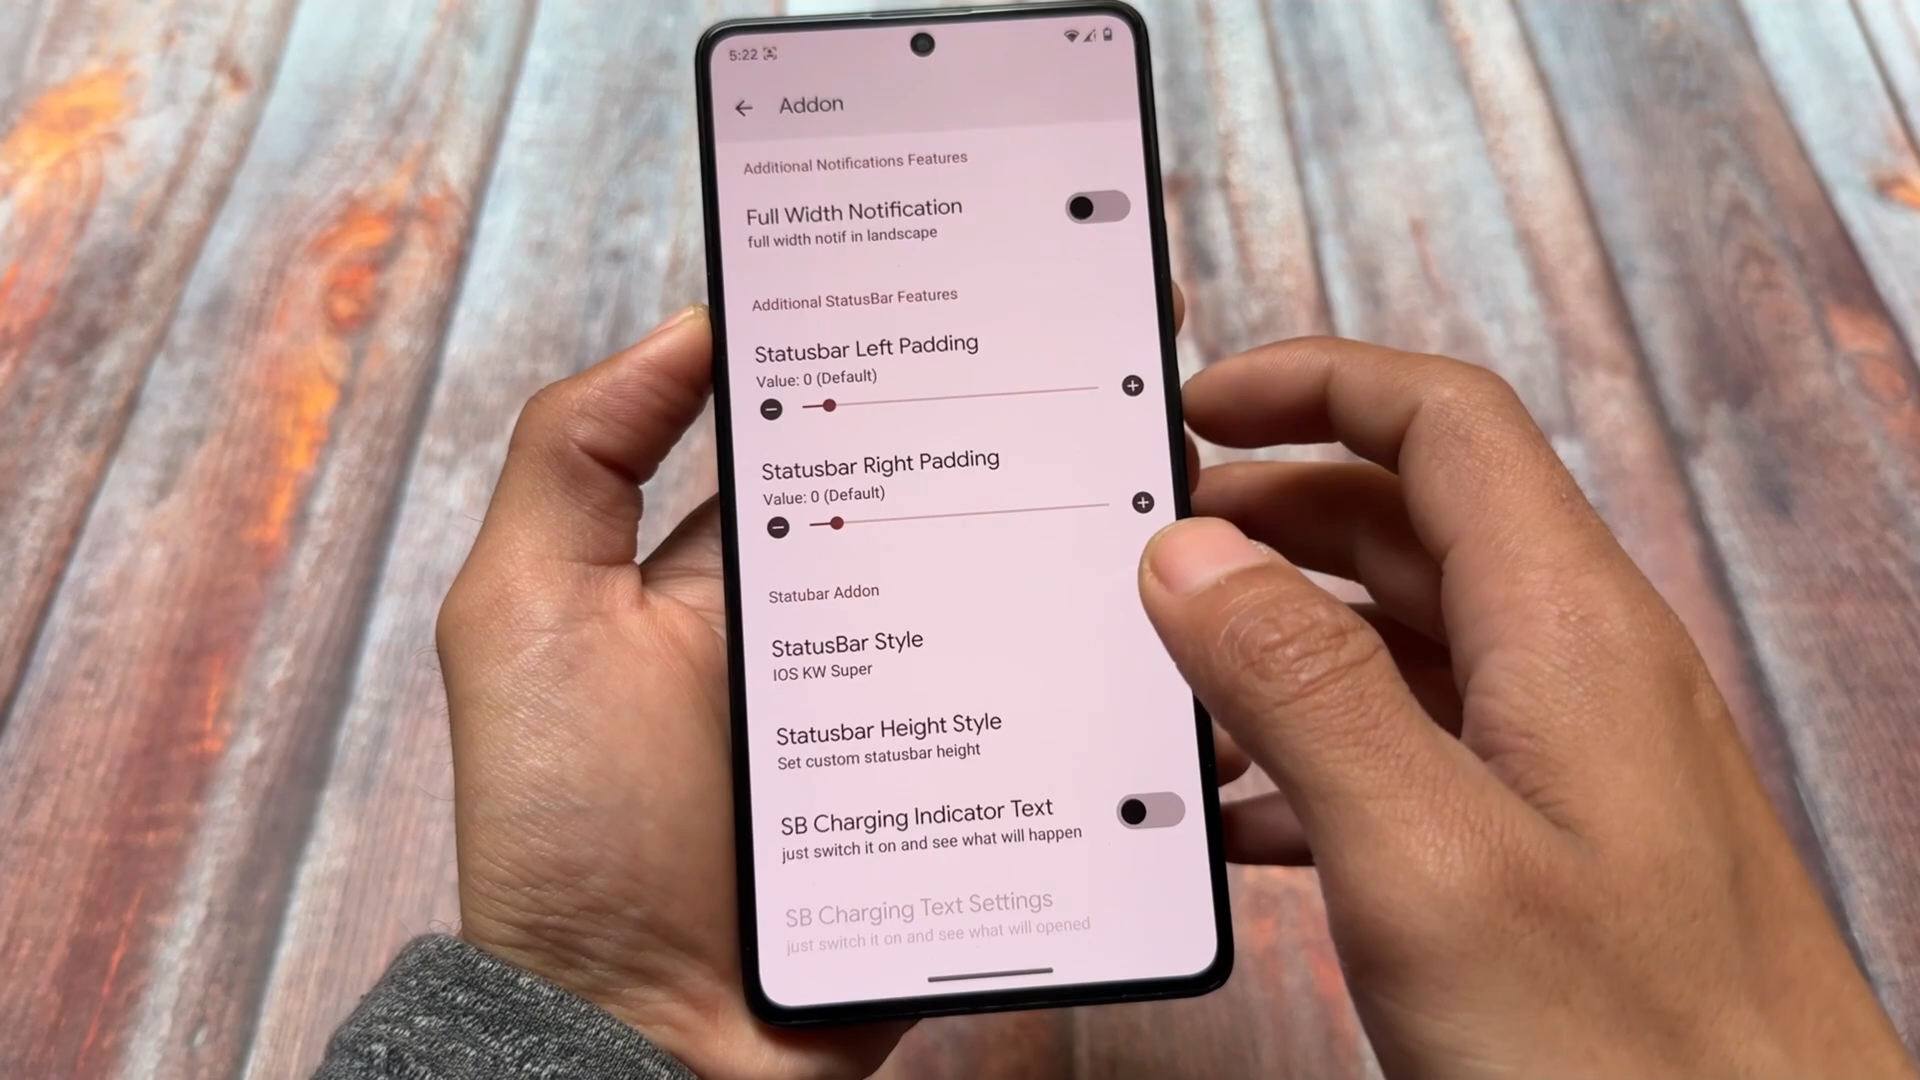 5:22
Addon
Additional Notifications Features
Full Width Notification
full width notif in landscape
Additional StatusBar Features
Statusbar Left Padding
Value: 0 (Default)
Statusbar Right Padding
Value: 0 (Default)
Statubar Addon
StatusBar Style
IOS KW Super
Statusbar Height Style
Set custom statusbar height
SB Charging Indicator Text
just switch it on and see what will happen
SB Charging Text Settings
just switch it on and see what will opened